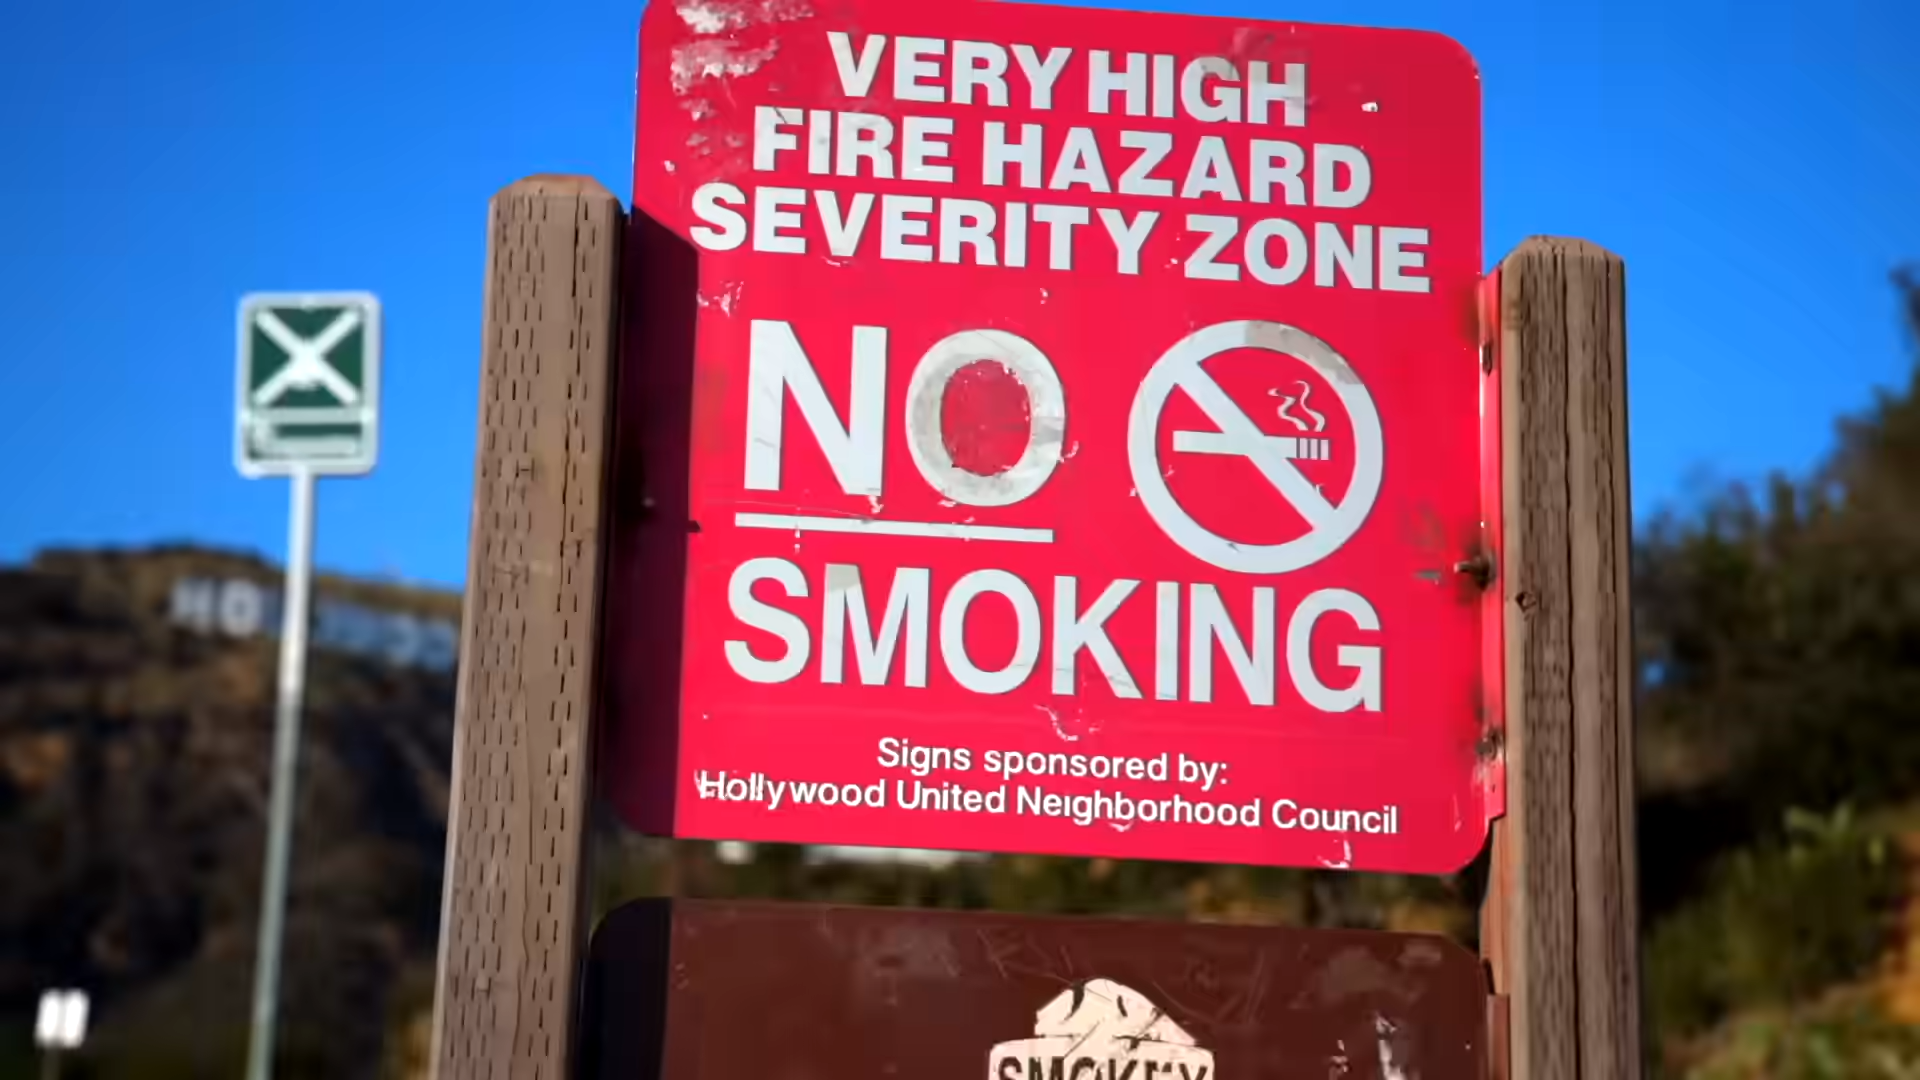 VERY HIGH
FIRE HAZARD
SEVERITY ZONE
NO
SMOKING
Signs sponsored by:
Hollywood United Neighborhood Council
SMOKEY